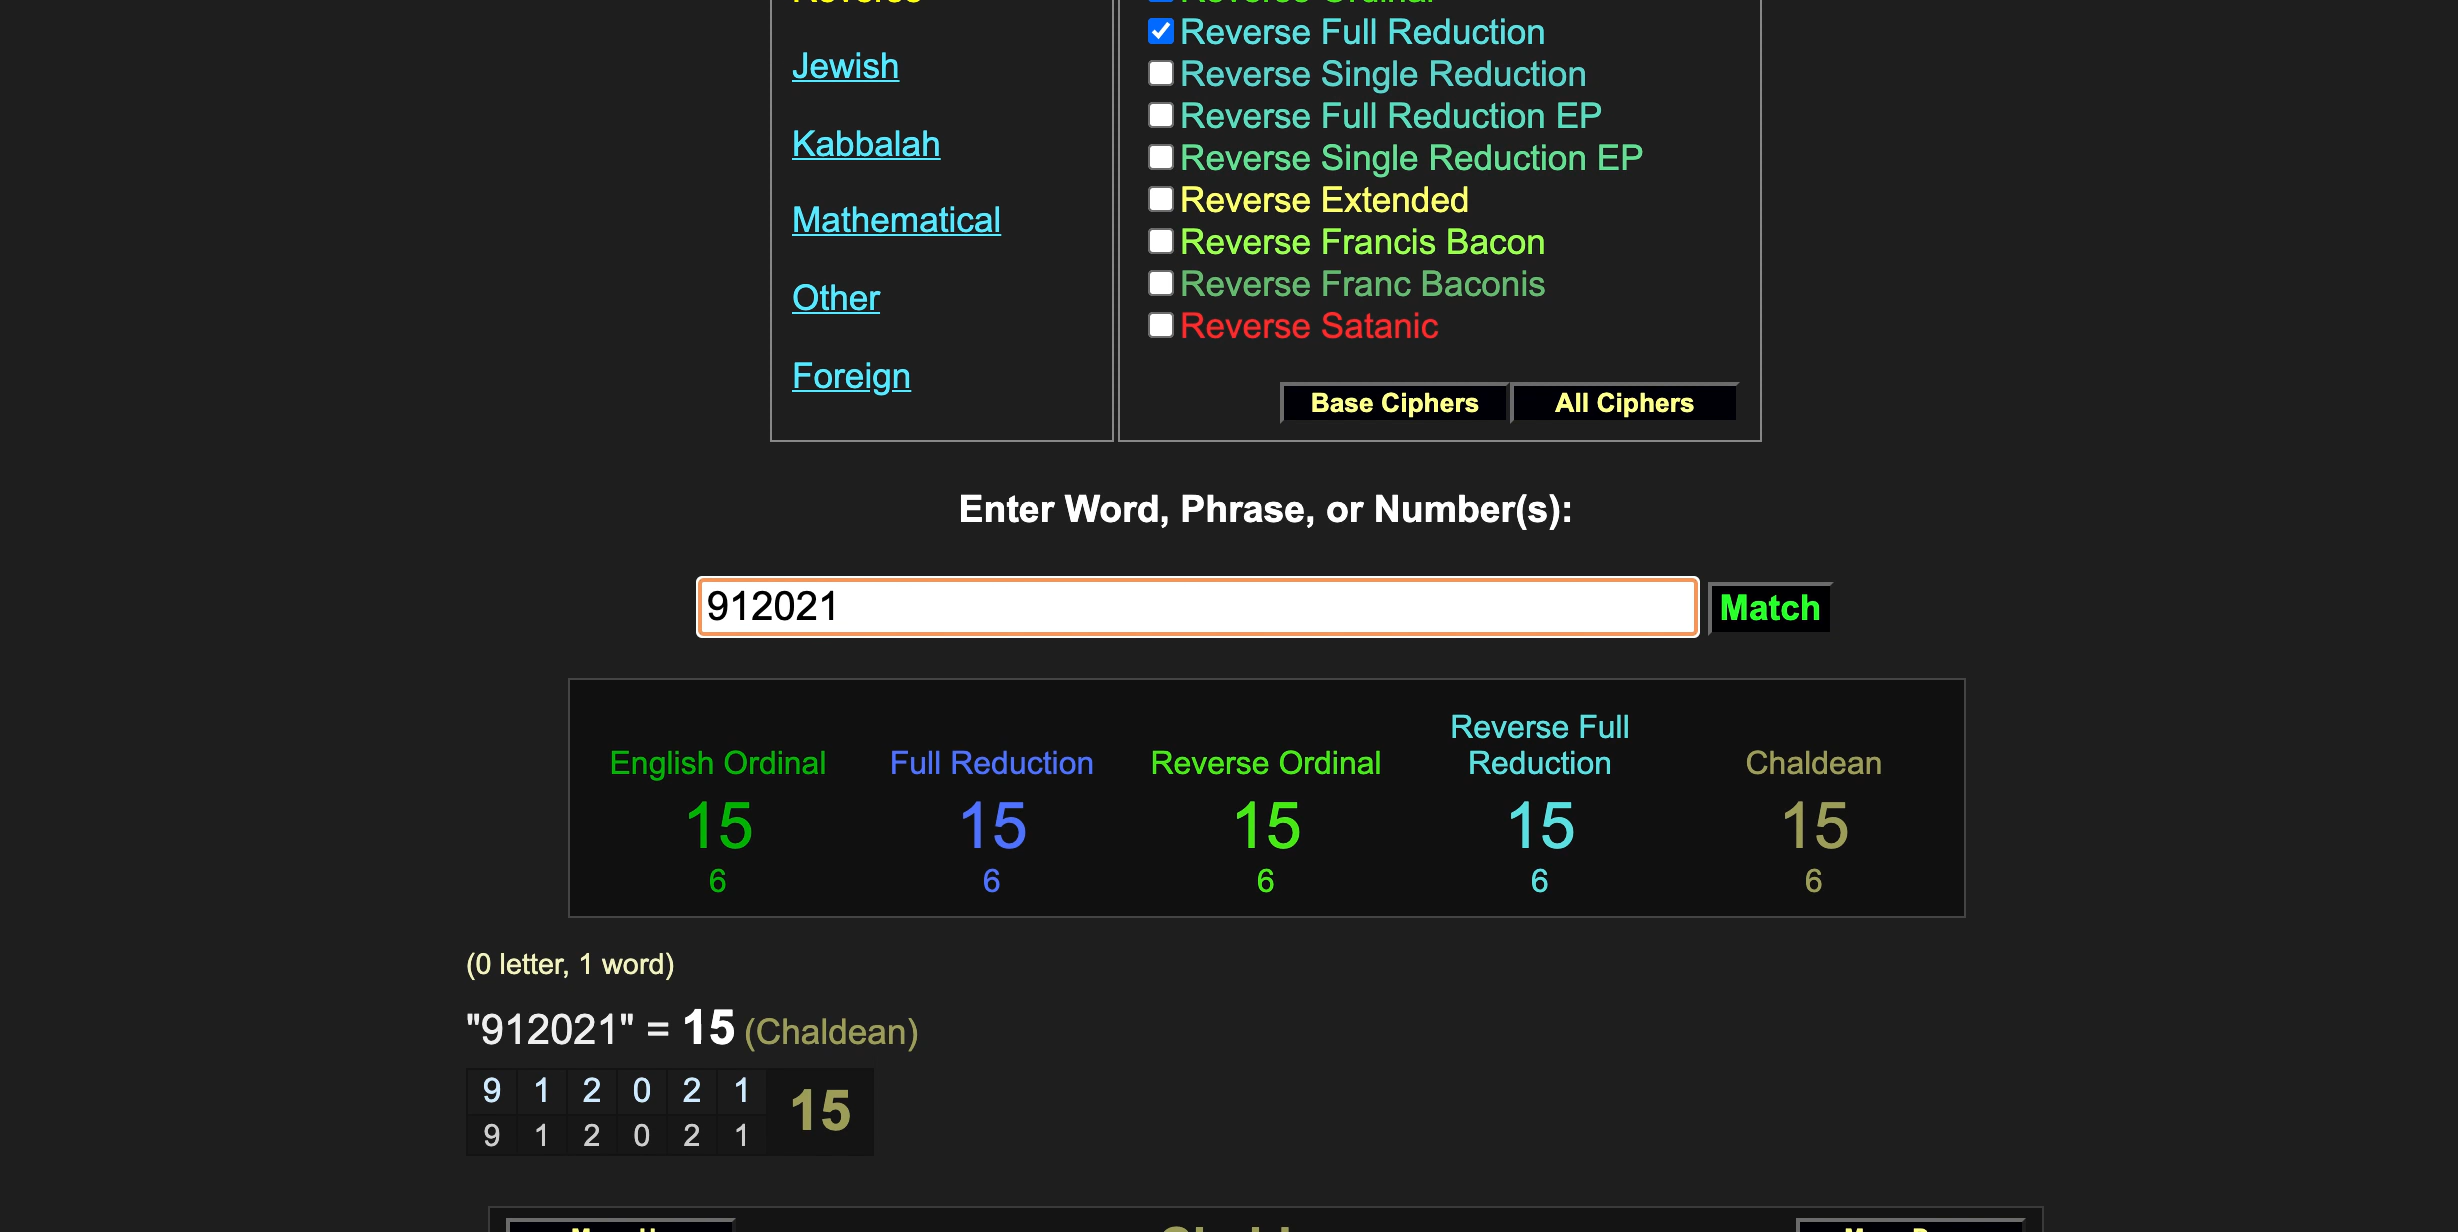 Jewish
Kabbalah
Mathematical
Other
Foreign
Reverse Full Reduction
Reverse Single Reduction
Reverse Full Reduction EP
Reverse Single Reduction EP
Reverse Extended
Reverse Francis Bacon
Reverse Franc Baconis
Reverse Satanic
Base Ciphers All Ciphers
Enter Word, Phrase, or Number(s):
912021 Match
English Ordinal Full Reduction Reverse Ordinal Reverse Full Reduction Chaldean
15 15 15 15 15
6 6 6 6 6
(0 letter, 1 word)
"912021" = 15 (Chaldean)
9 1 2 0 2 1 15
9 1 2 0 2 1